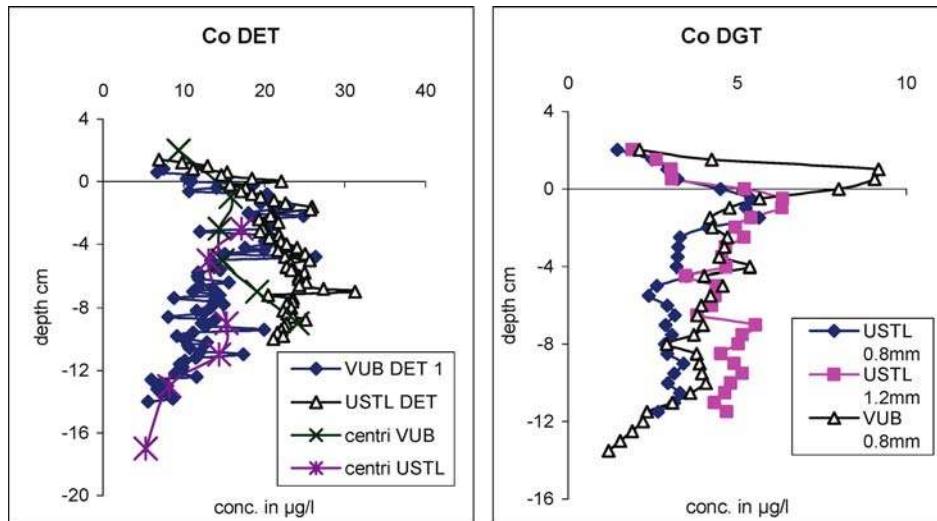 Co DET
0 10 20 30 40
4
0
-4
-8
-12
-16
-20
depth cm
VUB DET 1
USTL DET
centri VUB
centri USTL
conc. in µg/l
Co DGT
0 5 10
4
0
-4
-8
-12
-16
depth cm
USTL
0.8mm
USTL
1.2mm
VUB
0.8mm
conc. in µg/l